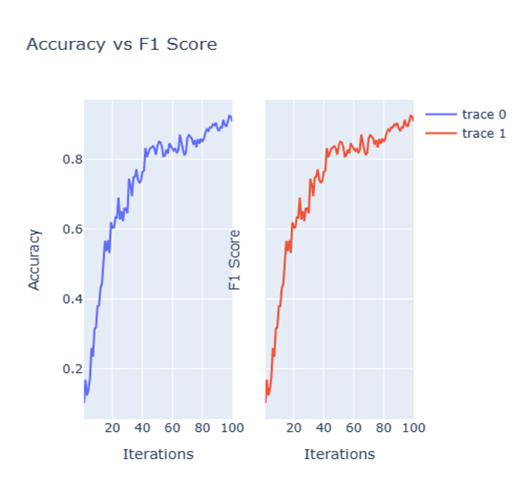 Accuracy vs F1 Score
trace 0
trace 1
0.8
0.6
0.4
0.2
Accuracy
F1 Score
20 40 60 80 100
20 40 60 80 100
Iterations
Iterations